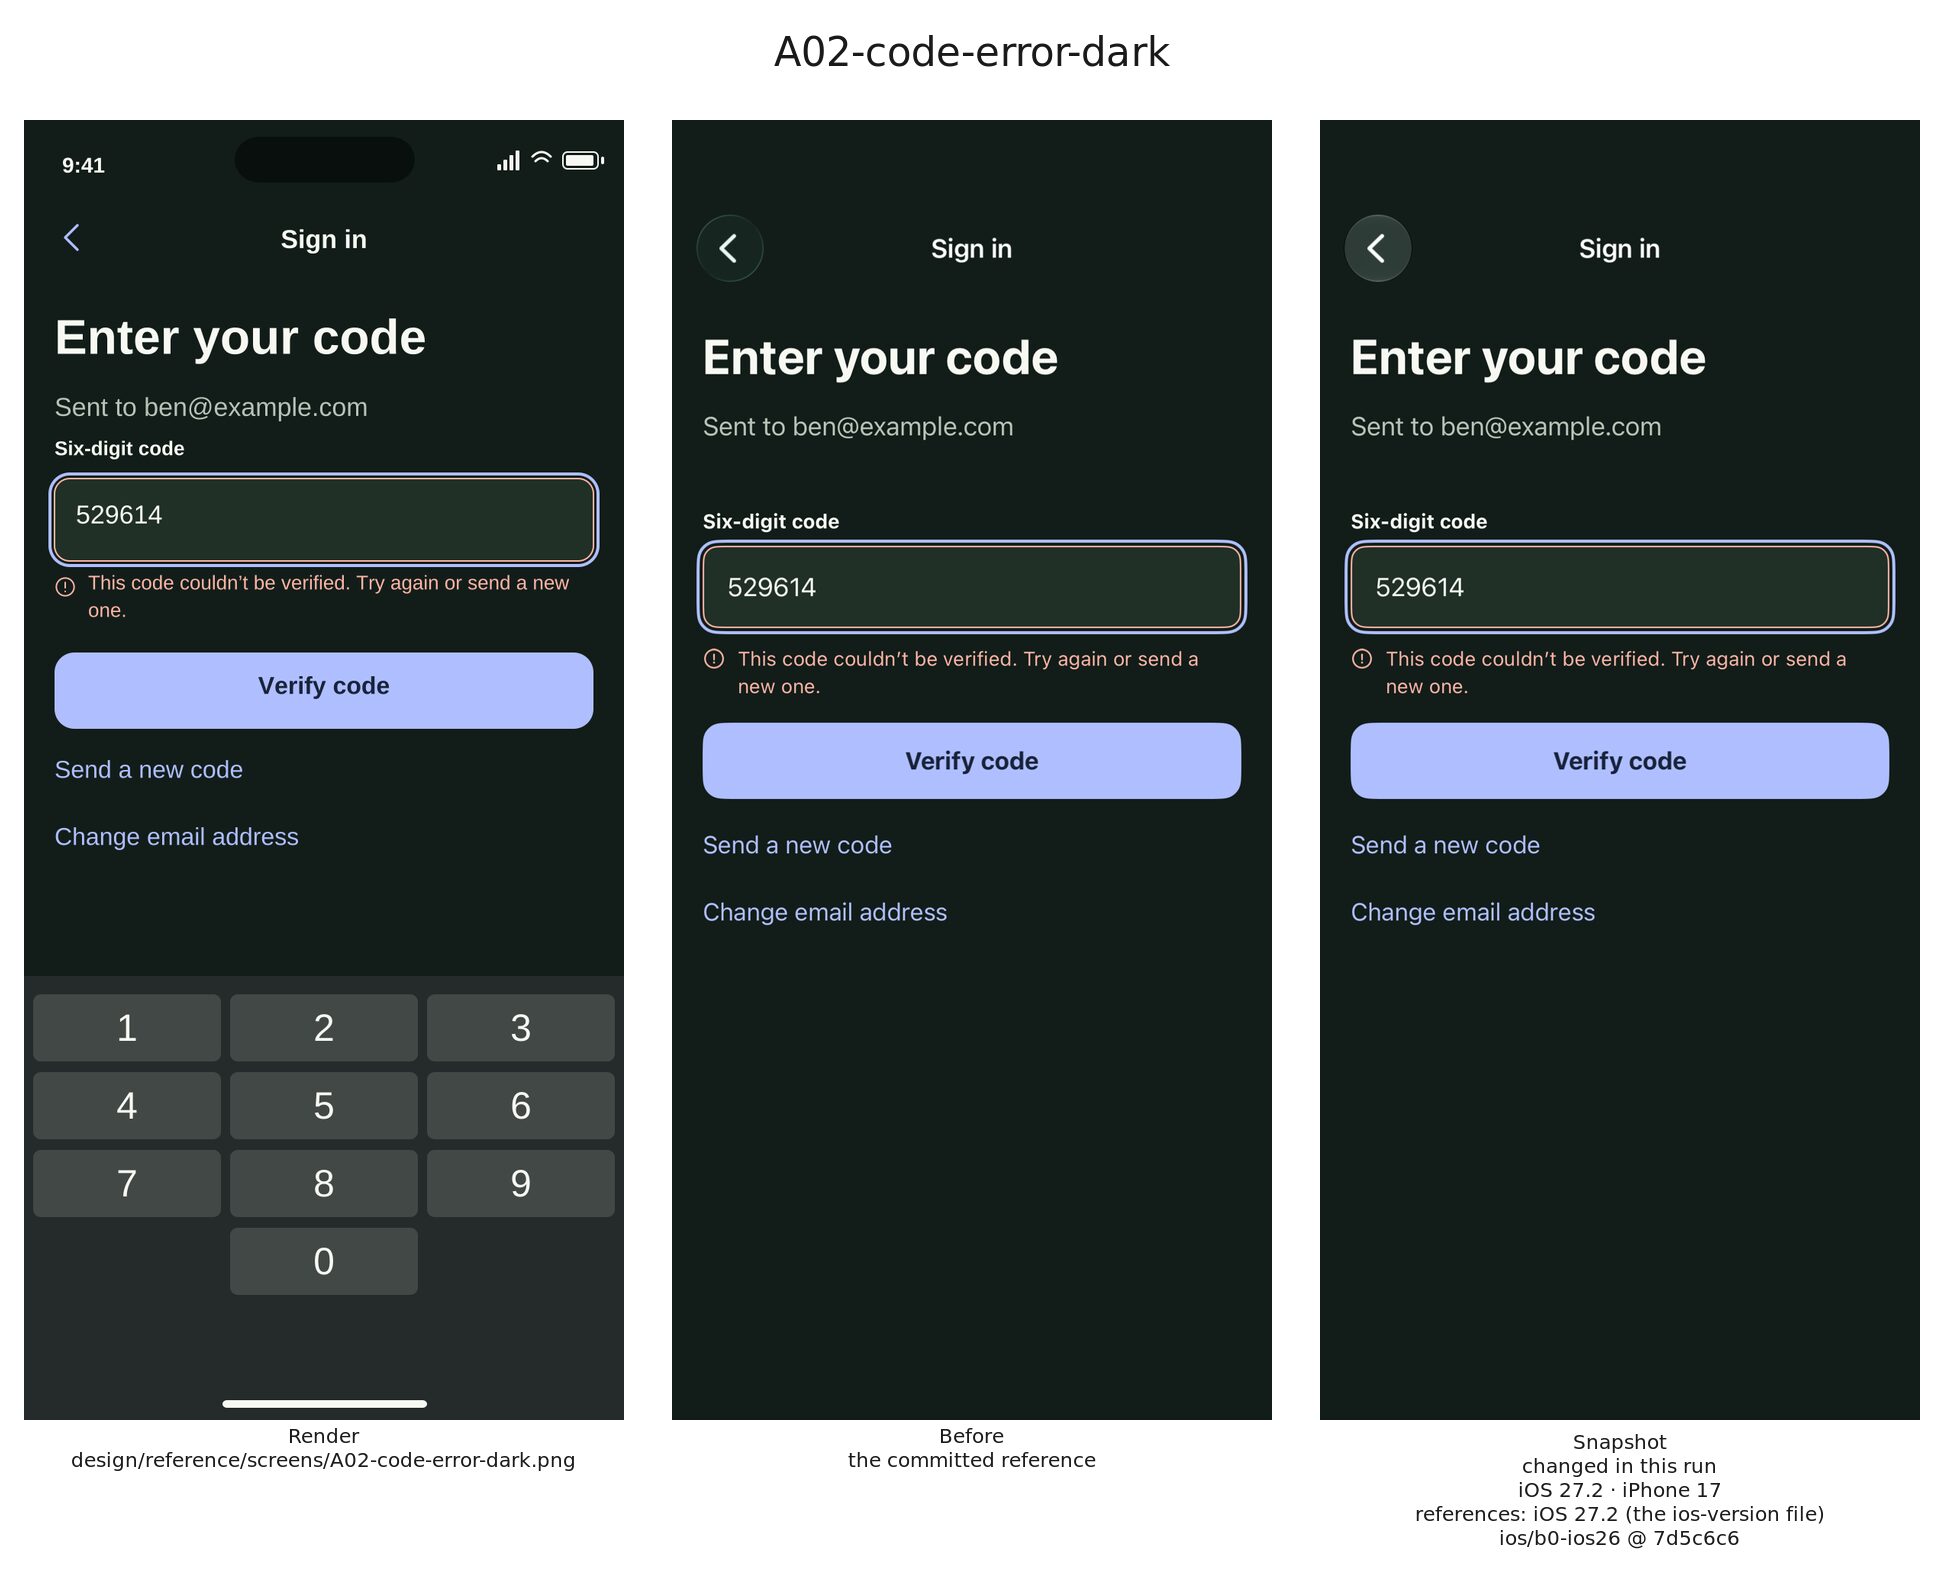 A02-code-error-dark
9:41
Sign in
Enter your code
Sent to ben@example.com
Six-digit code
529614
This code couldn’t be verified. Try again or send a new
one.
Verify code
Send a new code
Change email address
1 2 3
4 5 6
7 8 9
0
Render
design/reference/screens/A02-code-error-dark.png
Sign in
Enter your code
Sent to ben@example.com
Six-digit code
529614
This code couldn’t be verified. Try again or send a
new one.
Verify code
Send a new code
Change email address
Before
the committed reference
Sign in
Enter your code
Sent to ben@example.com
Six-digit code
529614
This code couldn’t be verified. Try again or send a
new one.
Verify code
Send a new code
Change email address
Snapshot
changed in this run
iOS 27.2 · iPhone 17
references: iOS 27.2 (the ios-version file)
ios/b0-ios26 @ 7d5c6c6